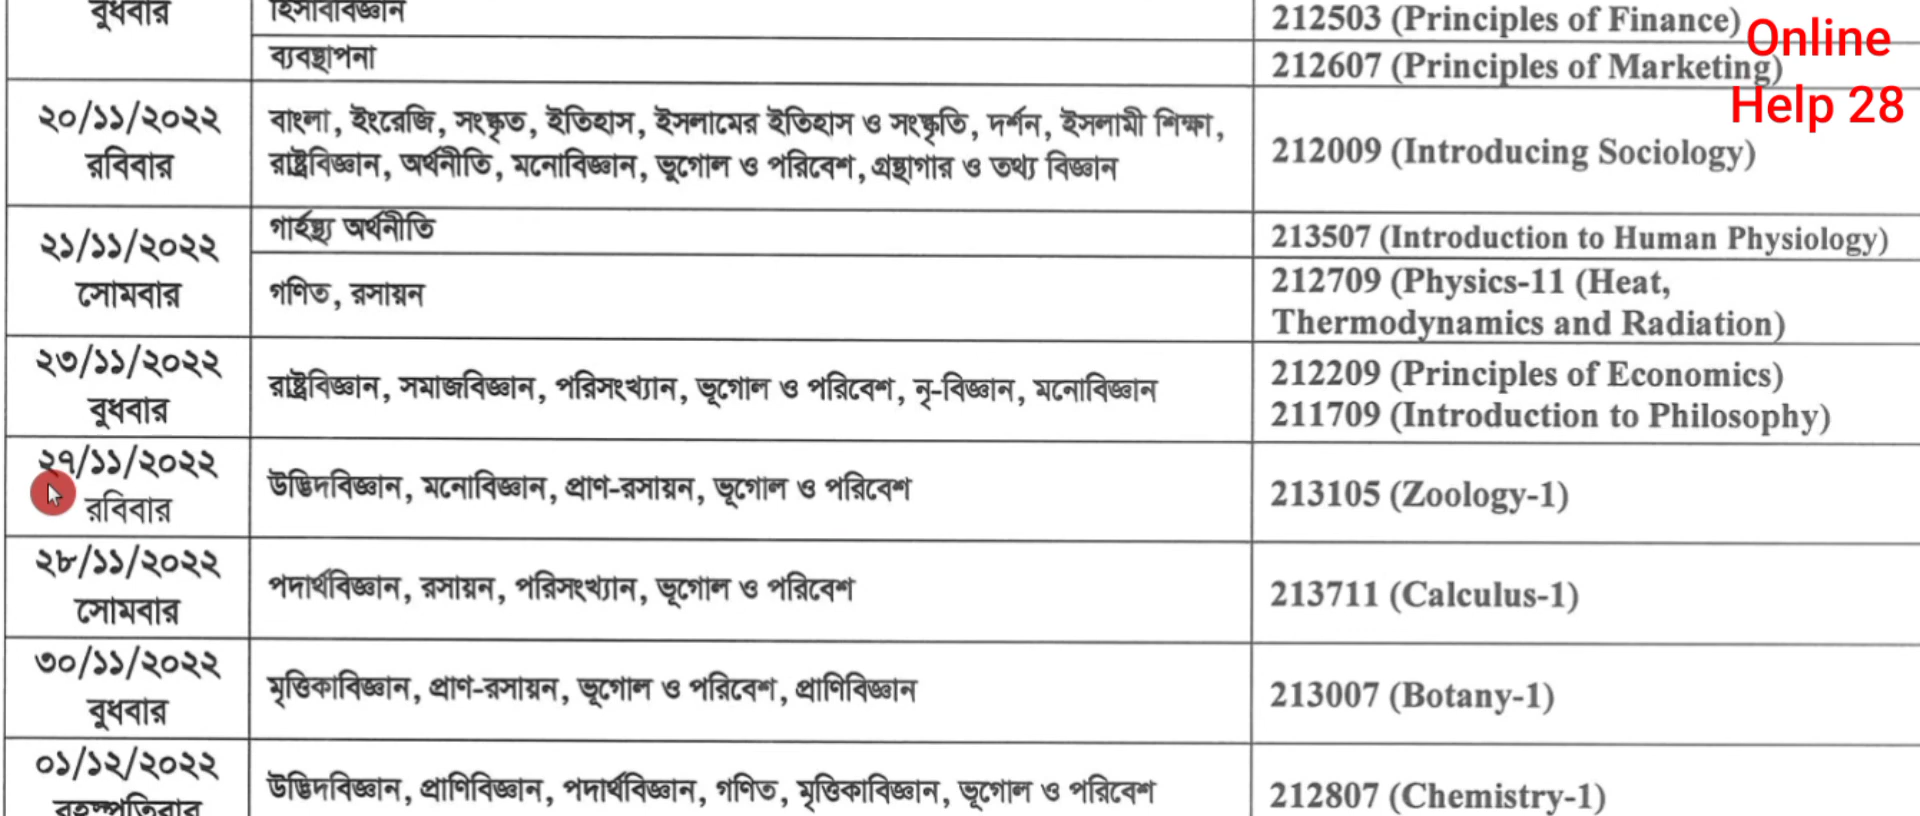 বুধবার
হিসাববিজ্ঞান
212503 (Principles of Finance)
ব্যবস্থাপনা
212607 (Principles of Marketing)
Online
Help 28
২০/১১/২০২২
রবিবার
বাংলা, ইংরেজি, সংস্কৃত, ইতিহাস, ইসলামের ইতিহাস ও সংস্কৃতি, দর্শন, ইসলামী শিক্ষা,
রাষ্ট্রবিজ্ঞান, অর্থনীতি, মনোবিজ্ঞান, ভূগোল ও পরিবেশ, গ্রন্থাগার ও তথ্য বিজ্ঞান
212009 (Introducing Sociology)
২১/১১/২০২২
সোমবার
গার্হস্থ্য অর্থনীতি
213507 (Introduction to Human Physiology)
গণিত, রসায়ন
212709 (Physics-11 (Heat,
Thermodynamics and Radiation)
২৩/১১/২০২২
বুধবার
রাষ্ট্রবিজ্ঞান, সমাজবিজ্ঞান, পরিসংখ্যান, ভূগোল ও পরিবেশ, নৃ-বিজ্ঞান, মনোবিজ্ঞান
212209 (Principles of Economics)
211709 (Introduction to Philosophy)
২৭/১১/২০২২
রবিবার
উদ্ভিদবিজ্ঞান, মনোবিজ্ঞান, প্রাণ-রসায়ন, ভূগোল ও পরিবেশ
213105 (Zoology-1)
২৮/১১/২০২২
সোমবার
পদার্থবিজ্ঞান, রসায়ন, পরিসংখ্যান, ভূগোল ও পরিবেশ
213711 (Calculus-1)
৩০/১১/২০২২
বুধবার
মৃত্তিকাবিজ্ঞান, প্রাণ-রসায়ন, ভূগোল ও পরিবেশ, প্রাণিবিজ্ঞান
213007 (Botany-1)
০১/১২/২০২২
বৃহস্পতিবার
উদ্ভিদবিজ্ঞান, প্রাণিবিজ্ঞান, পদার্থবিজ্ঞান, গণিত, মৃত্তিকাবিজ্ঞান, ভূগোল ও পরিবেশ
212807 (Chemistry-1)